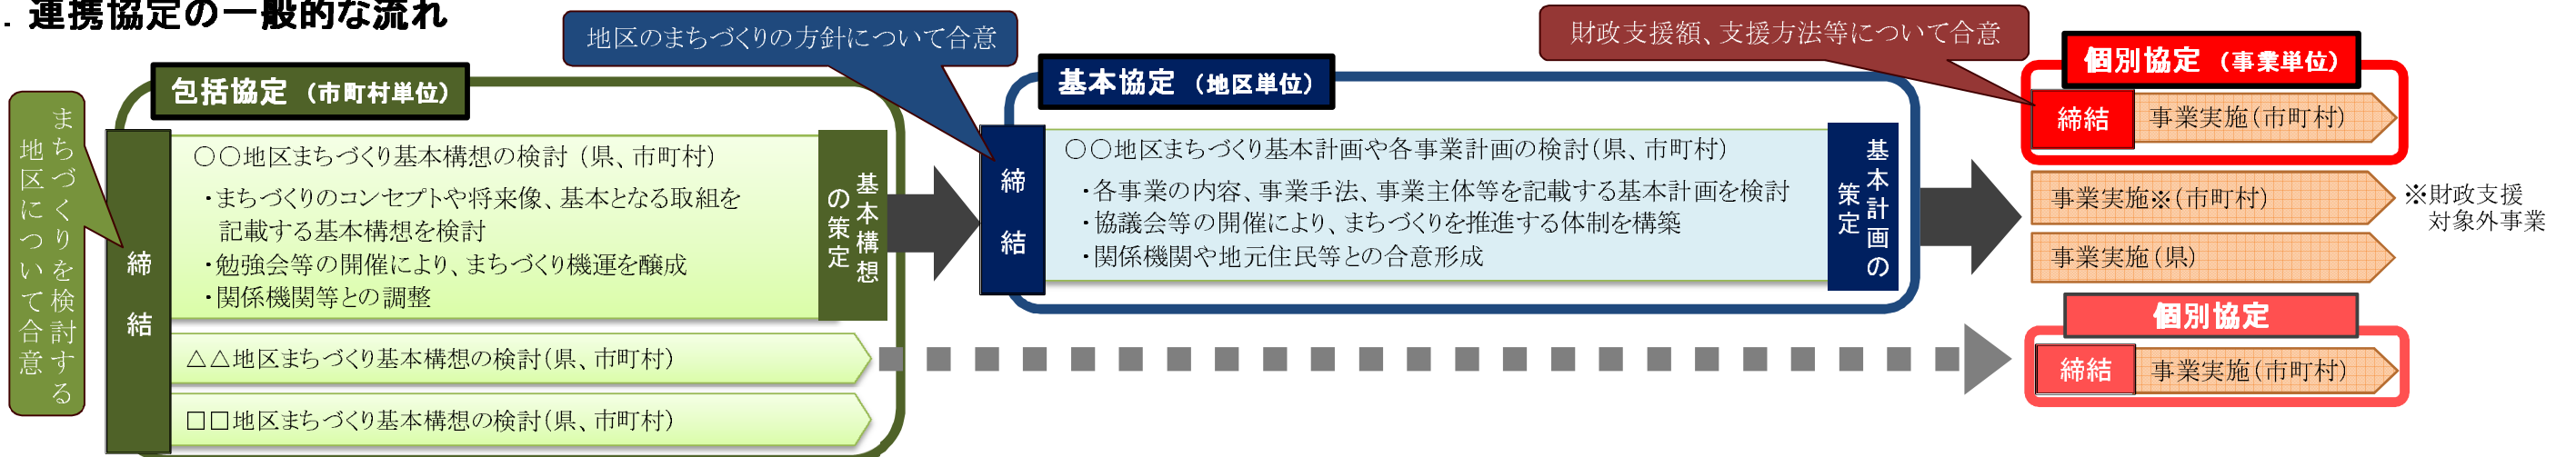 . 連携協定の一般的な流れ
まちづくりを検討する
地区について合意
包括協定 （市町村単位）
締結
○○地区まちづくり基本構想の検討 （県、市町村）
・まちづくりのコンセプトや将来像、基本となる取組を
記載する基本構想を検討
・勉強会等の開催により、まちづくり機運を醸成
・関係機関等との調整
基本構想
の策定
△△地区まちづくり基本構想の検討（県、市町村）
□□地区まちづくり基本構想の検討（県、市町村）
地区のまちづくりの方針について合意
基本協定 （地区単位）
締結
○○地区まちづくり基本計画や各事業計画の検討（県、市町村）
・各事業の内容、事業手法、事業主体等を記載する基本計画を検討
・協議会等の開催により、まちづくりを推進する体制を構築
・関係機関や地元住民等との合意形成
基本計画の
策定
財政支援額、支援方法等について合意
個別協定 （事業単位）
締結
事業実施（市町村）
事業実施※（市町村）
※財政支援
対象外事業
事業実施（県）
個別協定
締結
事業実施（市町村）